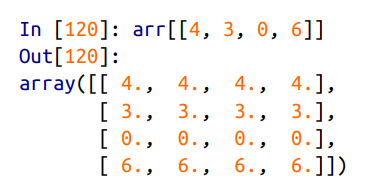 In [120]: arr[[4, 3, 0, 6]]
Out[120]:
array([[ 4.,  4.,  4.,  4.],
       [ 3.,  3.,  3.,  3.],
       [ 0.,  0.,  0.,  0.],
       [ 6.,  6.,  6.,  6.]])